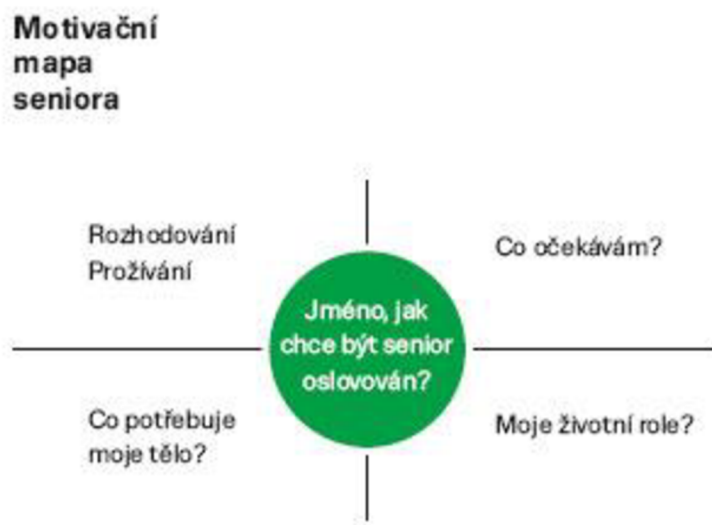 Motivační
mapa
seniora
Rozhodování
Prožívání
Co očekávám?
Jméno, jak
chce být senior
oslovován?
Co potřebuje
moje tělo?
Moje životní role?